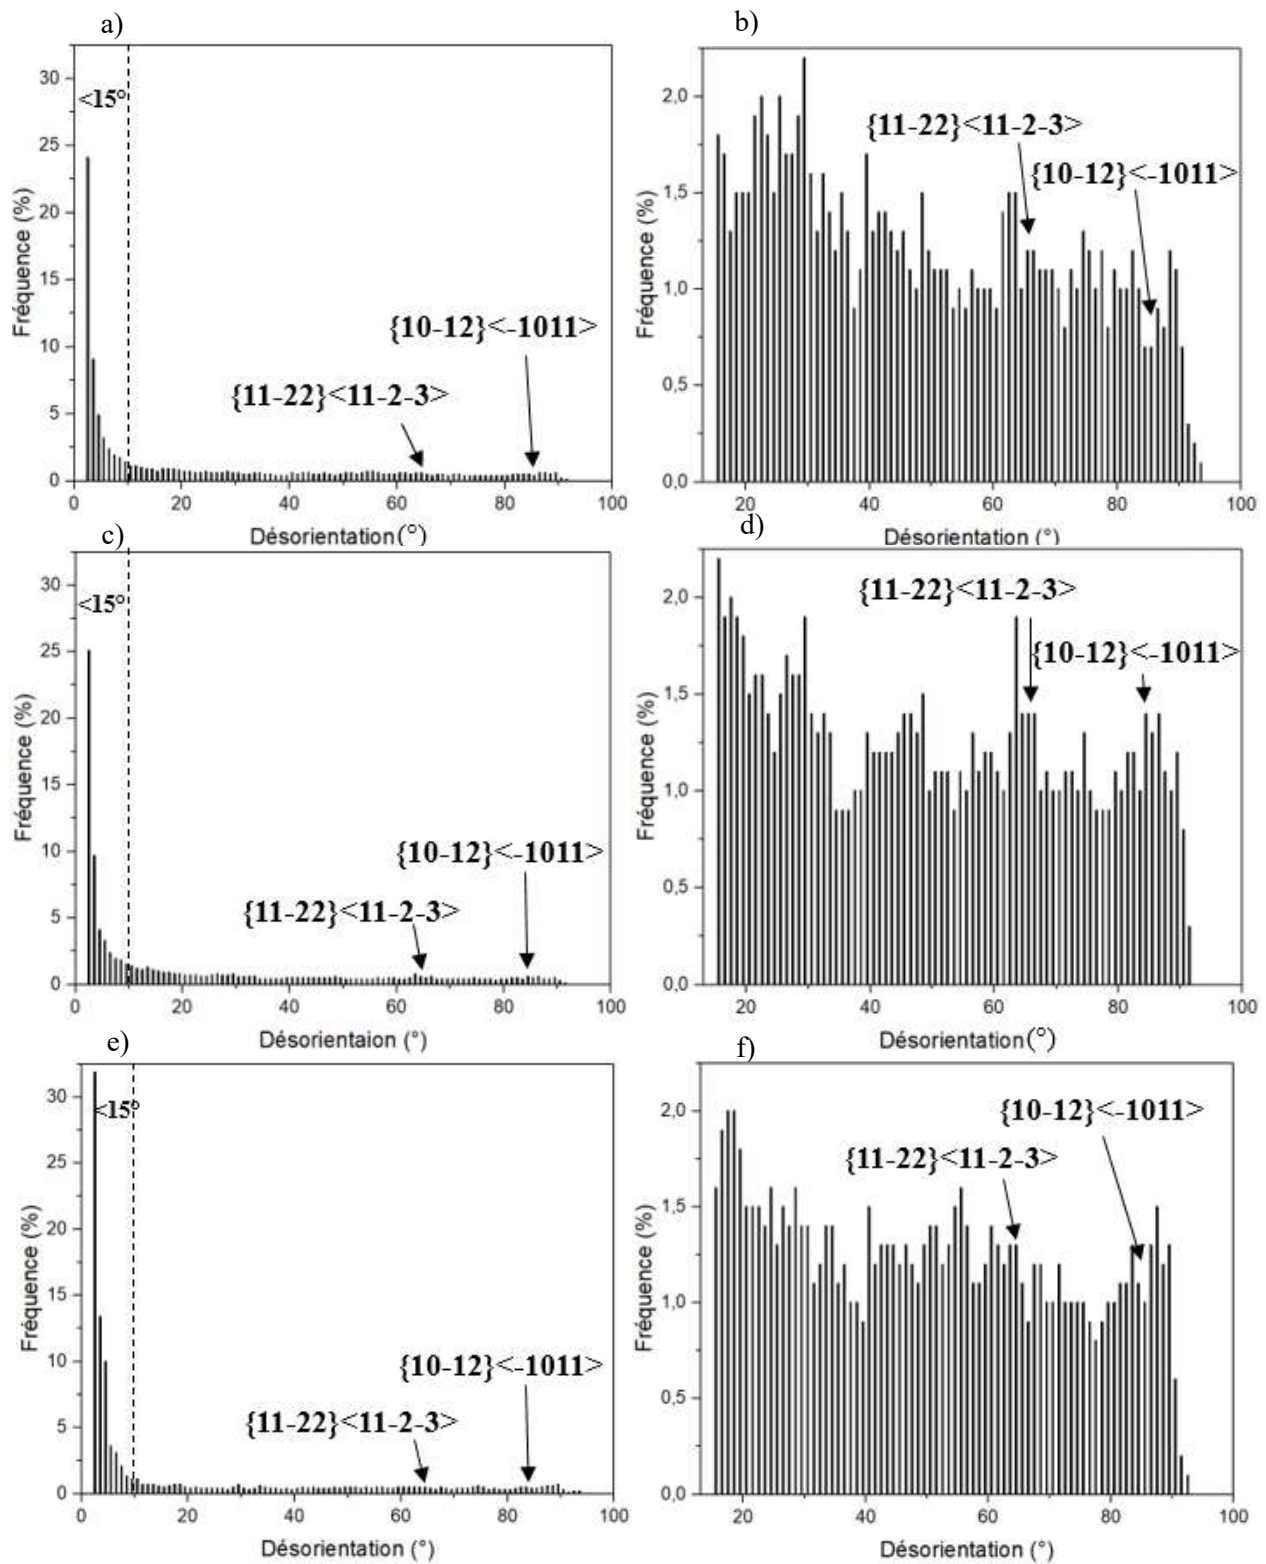 a)
30
25
20
15
10
5
0
Fréquence (%)
<15°
{10-12}<-1011>
{11-22}<11-2-3>
0 20 40 60 80 100
Désorientation (°)
b)
2,0
1,5
1,0
0,5
0,0
Fréquence (%)
{11-22}<11-2-3>
{10-12}<-1011>
20 40 60 80 100
Désorientation (°)
c)
30
25
20
15
10
5
0
Fréquence (%)
<15°
{10-12}<-1011>
{11-22}<11-2-3>
0 20 40 60 80 100
Désorientaion (°)
d)
2,0
1,5
1,0
0,5
0,0
Fréquence (%)
{11-22}<11-2-3>
{10-12}<-1011>
20 40 60 80 100
Désorientation (°)
e)
30
25
20
15
10
5
0
Fréquence (%)
<15°
{10-12}<-1011>
{11-22}<11-2-3>
0 20 40 60 80 100
Désorientation (°)
f)
2,0
1,5
1,0
0,5
0,0
Fréquence (%)
{10-12}<-1011>
{11-22}<11-2-3>
20 40 60 80 100
Désorientation (°)